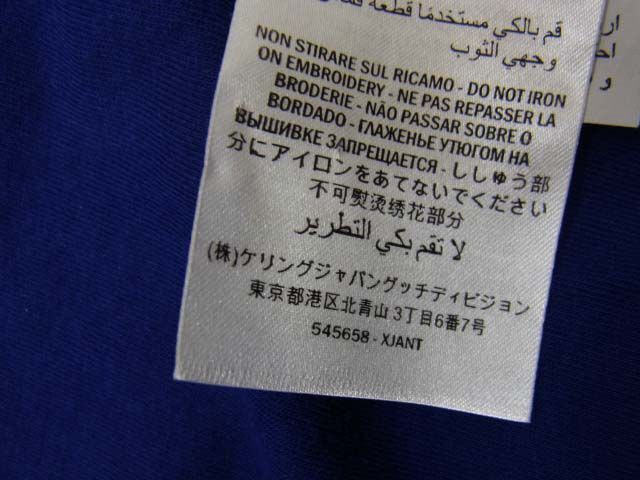 قم بالكي مستخدمًا قطعة
وجهي الثوب
NON STIRARE SUL RICAMO - DO NOT IRON
ON EMBROIDERY - NE PAS REPASSER LA
BRODERIE - NÃO PASSAR SOBRE O
BORDADO - ГЛАЖЕНЬЕ УТЮГОМ НА
ВЫШИВКЕ ЗАПРЕЩАЕТСЯ - ししゅう部
分にアイロンをあてないでください
不可熨烫绣花部分
لا تقم بكي التطريز
(株)ケリングジャパングッチディビジョン
東京都港区北青山3丁目6番7号
545658 - XJANT